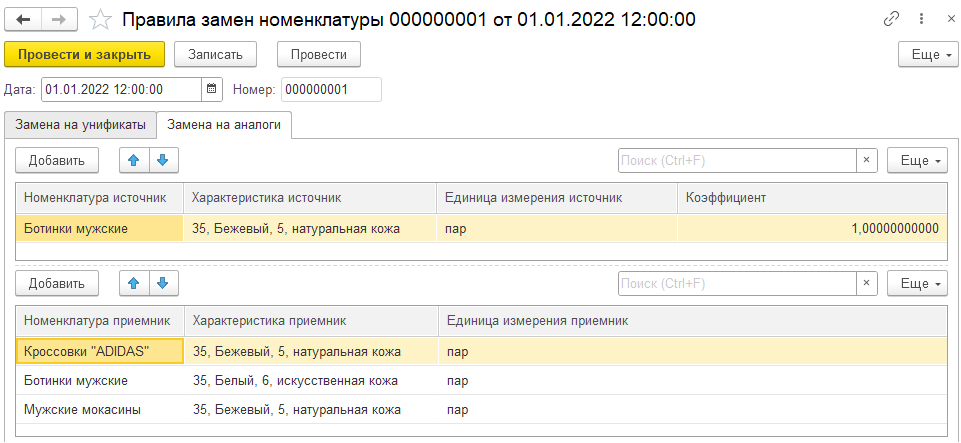 Правила замен номенклатуры 000000001 от 01.01.2022 12:00:00
Провести и закрыть Записать Провести Еще
Дата: 01.01.2022 12:00:00 Номер: 000000001
Замена на унификаты Замена на аналоги
Добавить Поиск (Ctrl+F) × Еще
Номенклатура источник Характеристика источник Единица измерения источник Коэффициент
Ботинки мужские 35, Бежевый, 5, натуральная кожа пар 1,00000000000
Добавить Поиск (Ctrl+F) × Еще
Номенклатура приемник Характеристика приемник Единица измерения приемник
Кроссовки "ADIDAS" 35, Бежевый, 5, натуральная кожа пар
Ботинки мужские 35, Белый, 6, искусственная кожа пар
Мужские мокасины 35, Бежевый, 5, натуральная кожа пар